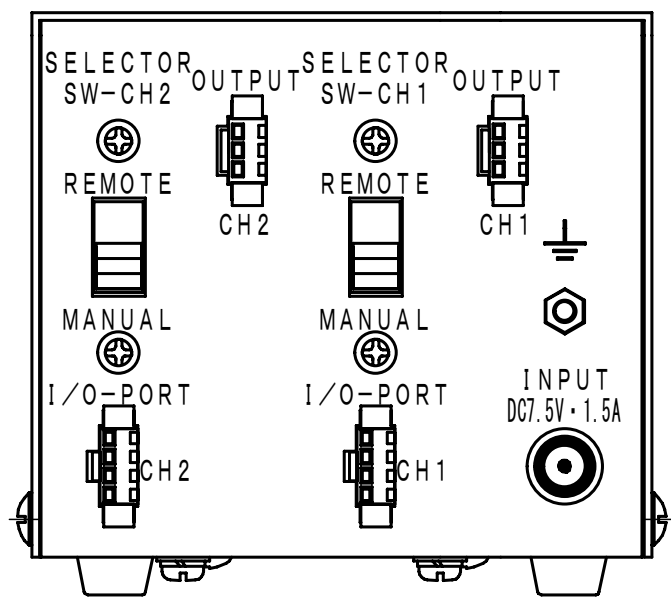 SELECTOR
SW-CH2
OUTPUT
SELECTOR
SW-CH1
OUTPUT
REMOTE
CH2
REMOTE
CH1
MANUAL
MANUAL
I/O-PORT
I/O-PORT
INPUT
DC7.5V・1.5A
CH2
CH1